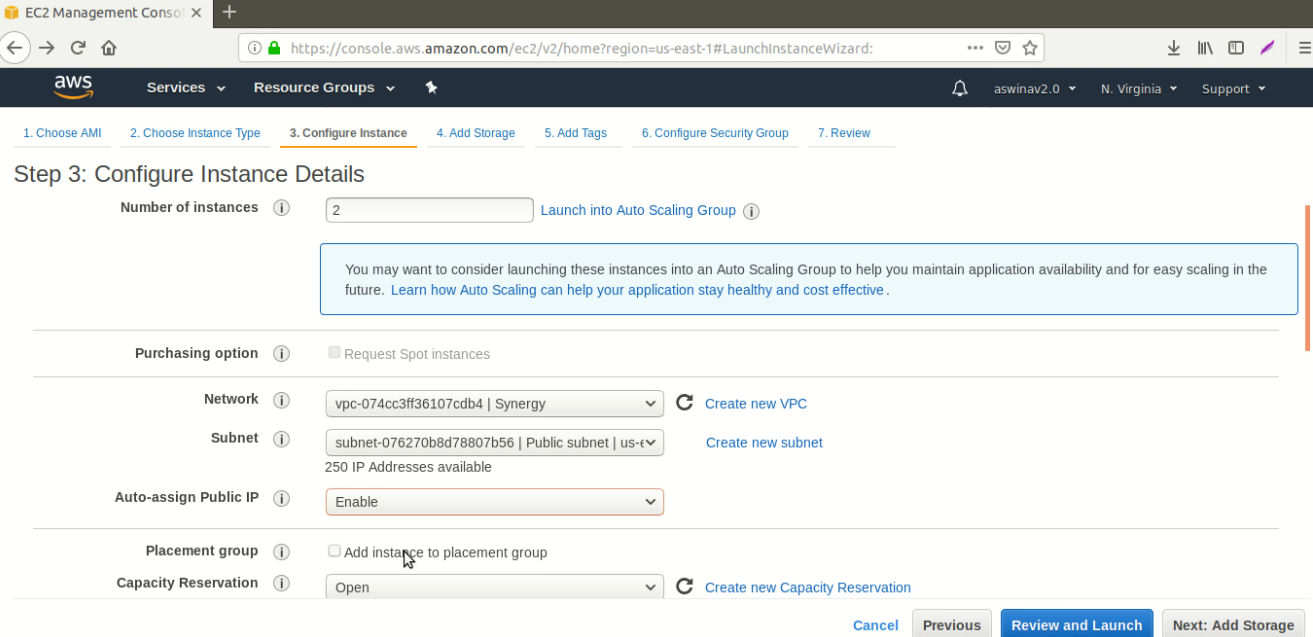 EC2 Management Conso
https://console.aws.amazon.com/ec2/v2/home?region=us-east-1#LaunchInstanceWizard:
aws Services Resource Groups aswinav2.0 N. Virginia Support
1. Choose AMI 2. Choose Instance Type 3. Configure Instance 4. Add Storage 5. Add Tags 6. Configure Security Group 7. Review
Step 3: Configure Instance Details
Number of instances 2 Launch into Auto Scaling Group
You may want to consider launching these instances into an Auto Scaling Group to help you maintain application availability and for easy scaling in the
future. Learn how Auto Scaling can help your application stay healthy and cost effective.
Purchasing option Request Spot instances
Network vpc-074cc3ff36107cdb4 | Synergy Create new VPC
Subnet subnet-076270b8d78807b56 | Public subnet | us-e Create new subnet
250 IP Addresses available
Auto-assign Public IP Enable
Placement group Add instance to placement group
Capacity Reservation Open Create new Capacity Reservation
Cancel Previous Review and Launch Next: Add Storage